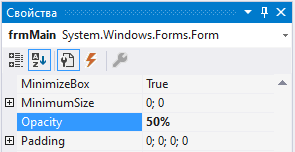 Свойства
frmMain System.Windows.Forms.Form
MinimizeBox True
MinimumSize 0; 0
Opacity 50%
Padding 0; 0; 0; 0